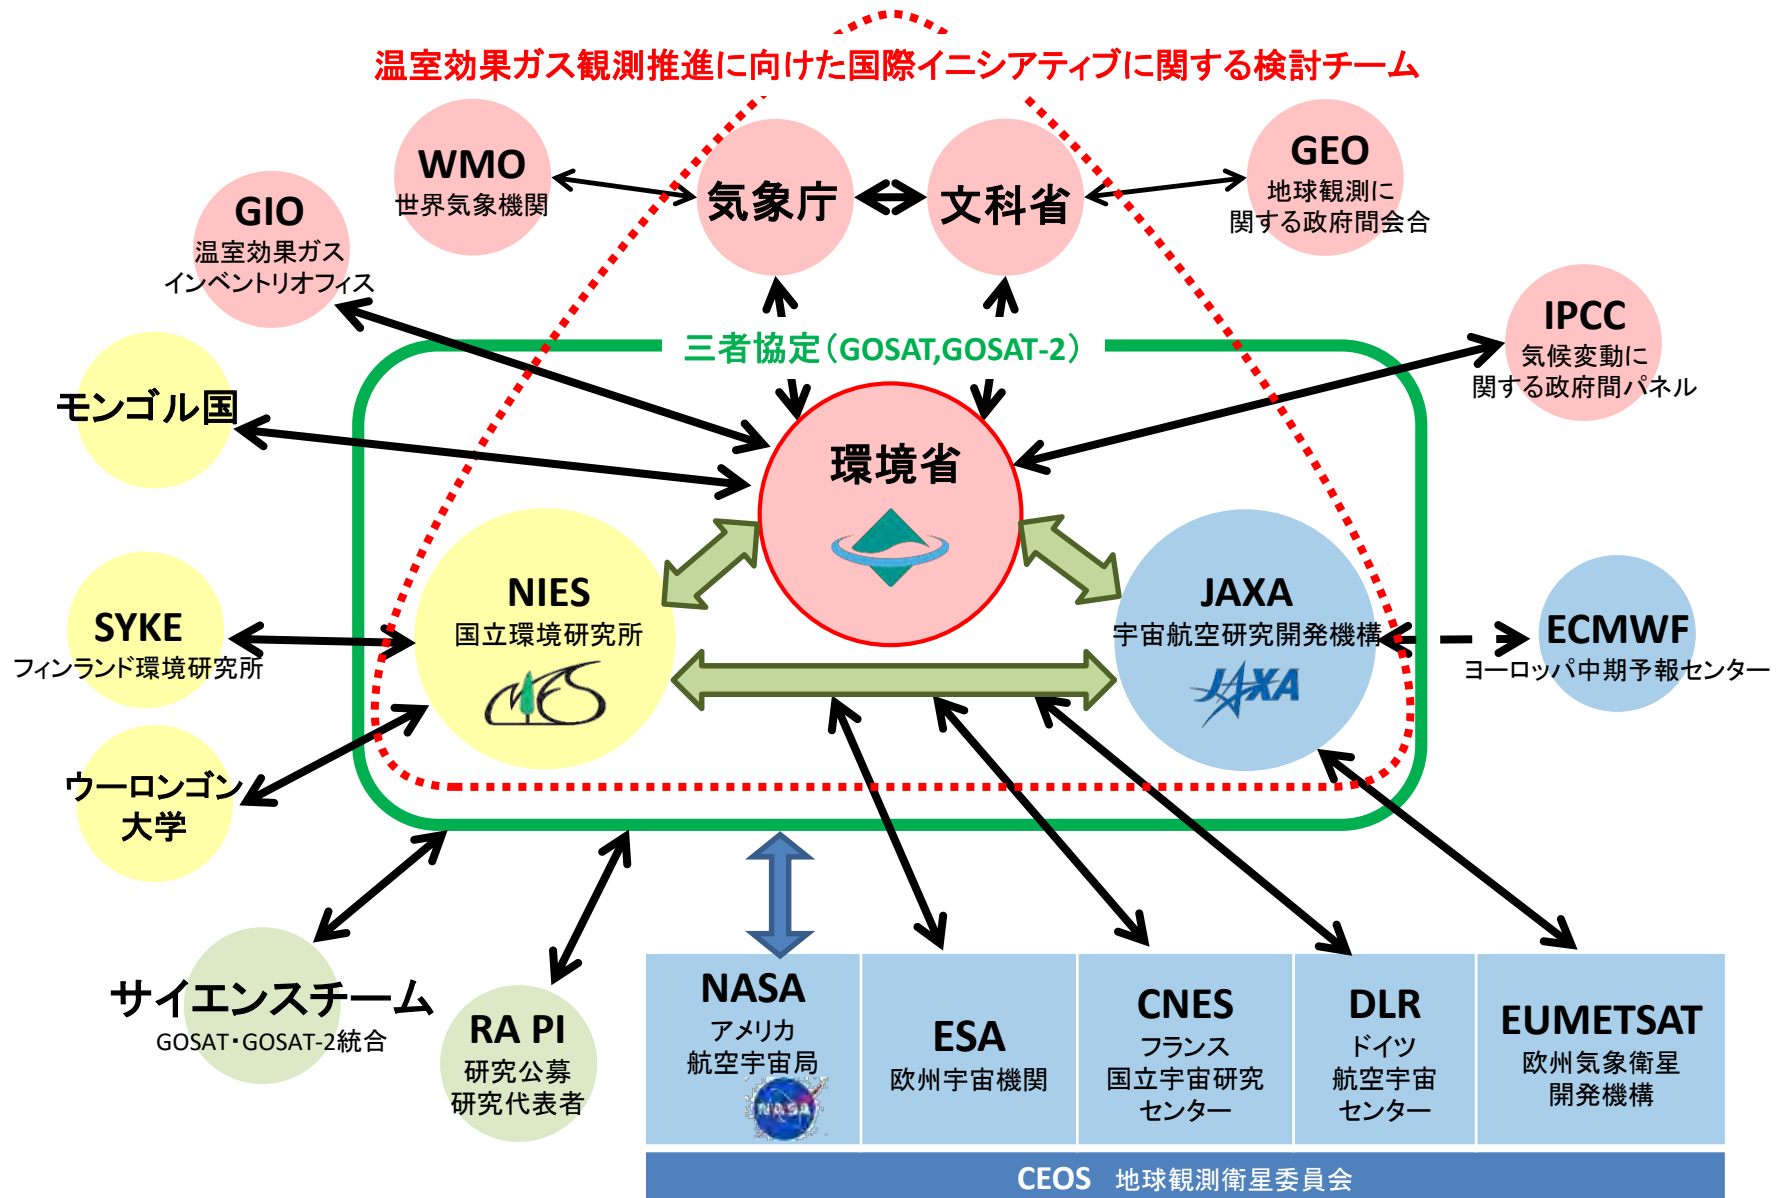 温室効果ガス観測推進に向けた国際イニシアティブに関する検討チーム
WMO
世界気象機関
気象庁
文科省
GEO
地球観測に
関する政府間会合
GIO
温室効果ガス
インベントリオフィス
三者協定(GOSAT,GOSAT-2)
IPCC
気候変動に
関する政府間パネル
モンゴル国
環境省
NIES
国立環境研究所
NIES
JAXA
宇宙航空研究開発機構
JAXA
SYKE
フィンランド環境研究所
ECMWF
ヨーロッパ中期予報センター
ウーロンゴン
大学
サイエンスチーム
GOSAT・GOSAT-2統合
RA PI
研究公募
研究代表者
NASA
アメリカ
航空宇宙局
NASA
ESA
欧州宇宙機関
CNES
フランス
国立宇宙研究
センター
DLR
ドイツ
航空宇宙
センター
EUMETSAT
欧州気象衛星
開発機構
CEOS 地球観測衛星委員会